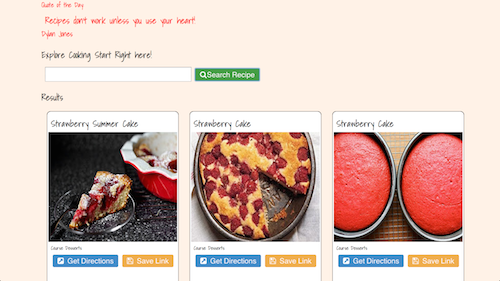 Quote of the Day:
Recipes dont work unless you use your heart!
Dylan Jones
Explore Cooking Start Right here!
Search Recipe
Results
Strawberry Summer Cake
Strawberry Cake
Strawberry Cake
Course: Desserts
Course: Desserts
Course: Desserts
Get Directions Save Link
Get Directions Save Link
Get Directions Save Link